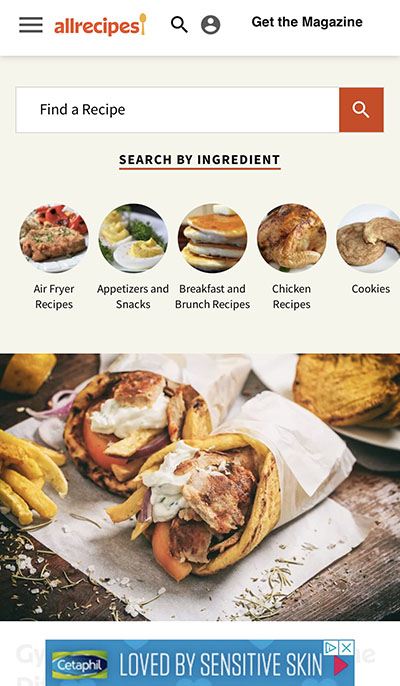 allrecipes
Get the Magazine
Find a Recipe
SEARCH BY INGREDIENT
Air Fryer
Recipes
Appetizers and
Snacks
Breakfast and
Brunch Recipes
Chicken
Recipes
Cookies
Cetaphil
LOVED BY SENSITIVE SKIN